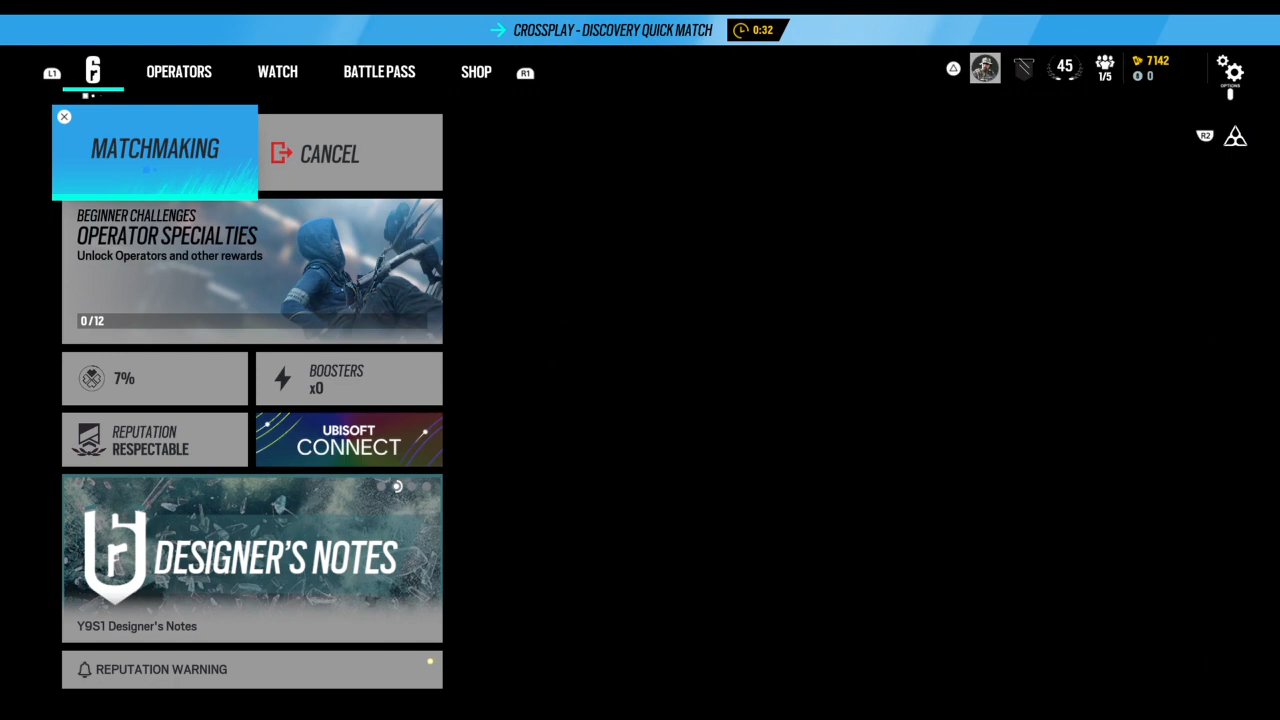 CROSSPLAY - DISCOVERY QUICK MATCH 0:32
L1 OPERATORS WATCH BATTLE PASS SHOP R1
45 1/5 7142 0
OPTIONS
R2
MATCHMAKING
CANCEL
BEGINNER CHALLENGES
OPERATOR SPECIALTIES
Unlock Operators and other rewards
0/12
7%
BOOSTERS
x0
REPUTATION
RESPECTABLE
UBISOFT
CONNECT
DESIGNER'S NOTES
Y9S1 Designer's Notes
REPUTATION WARNING